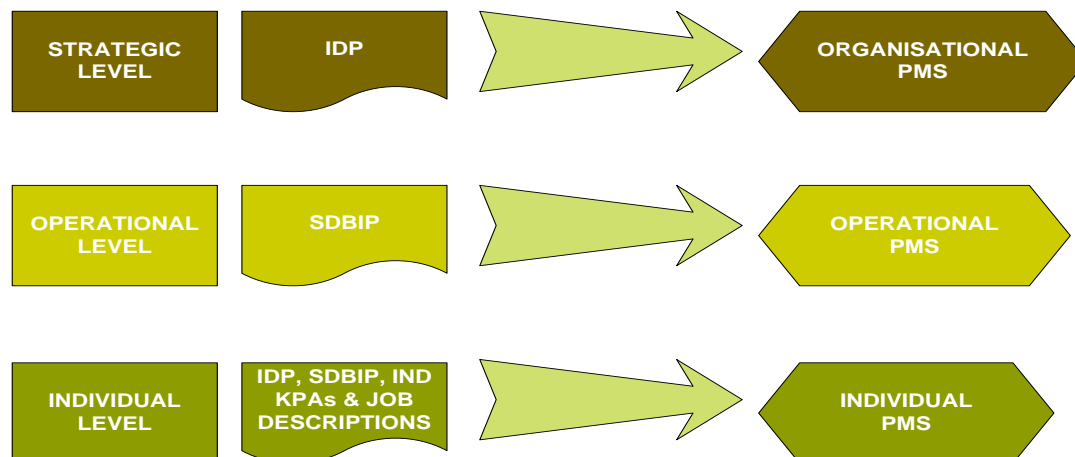 STRATEGIC
LEVEL
IDP
ORGANISATIONAL
PMS
OPERATIONAL
LEVEL
SDBIP
OPERATIONAL
PMS
INDIVIDUAL
LEVEL
IDP, SDBIP, IND
KPAs & JOB
DESCRIPTIONS
INDIVIDUAL
PMS